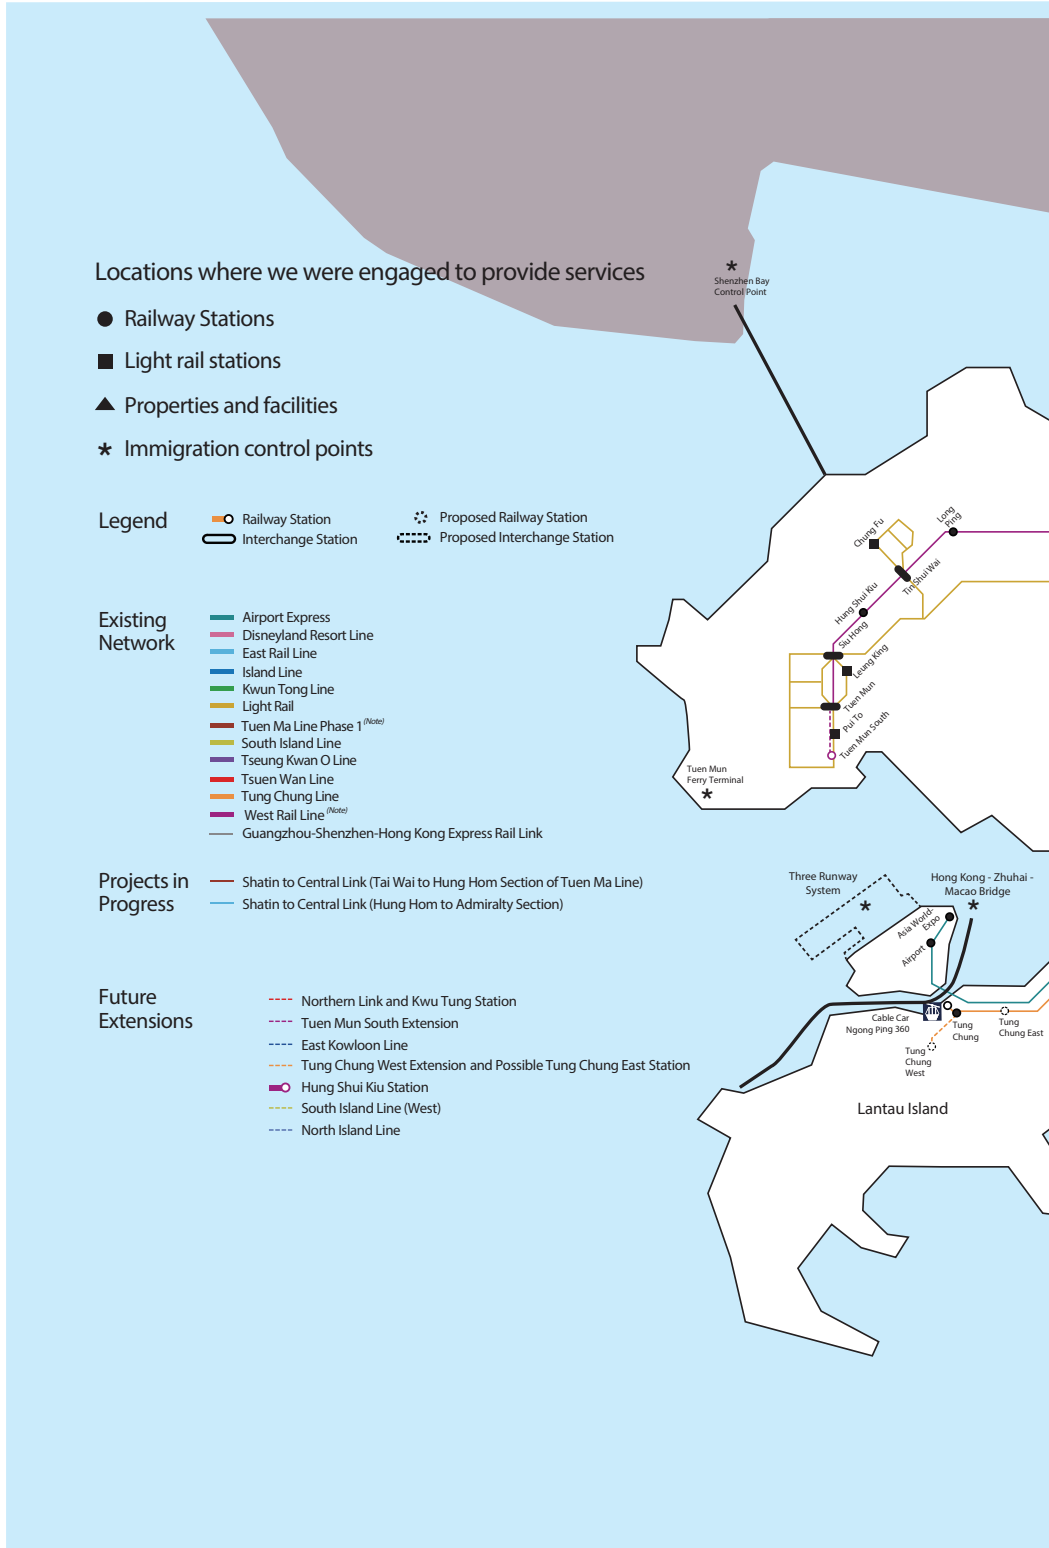 Locations where we were engaged to provide services
Railway Stations
Light rail stations
Properties and facilities
* Immigration control points
Legend
Railway Station
Interchange Station
Proposed Railway Station
Proposed Interchange Station
Existing
Network
Airport Express
Disneyland Resort Line
East Rail Line
Island Line
Kwun Tong Line
Light Rail
Tuen Ma Line Phase 1 (Note)
South Island Line
Tseung Kwan O Line
Tsuen Wan Line
Tung Chung Line
West Rail Line (Note)
Guangzhou-Shenzhen-Hong Kong Express Rail Link
Projects in
Progress
Shatin to Central Link (Tai Wai to Hung Hom Section of Tuen Ma Line)
Shatin to Central Link (Hung Hom to Admiralty Section)
Future
Extensions
Northern Link and Kwu Tung Station
Tuen Mun South Extension
East Kowloon Line
Tung Chung West Extension and Possible Tung Chung East Station
Hung Shui Kiu Station
South Island Line (West)
North Island Line
*
Shenzhen Bay
Control Point
Long
Ping
Chung Fu
Tin Shui Wai
Hung Shui Kiu
Siu Hong
Leung King
Tuen Mun
Pui To
Tuen Mun South
Tuen Mun
Ferry Terminal
*
Three Runway
System
*
Hong Kong - Zhuhai -
Macao Bridge
*
Asia World-
Expo
Airport
Cable Car
Ngong Ping 360
Tung
Chung
Tung
Chung East
Tung
Chung
West
Lantau Island